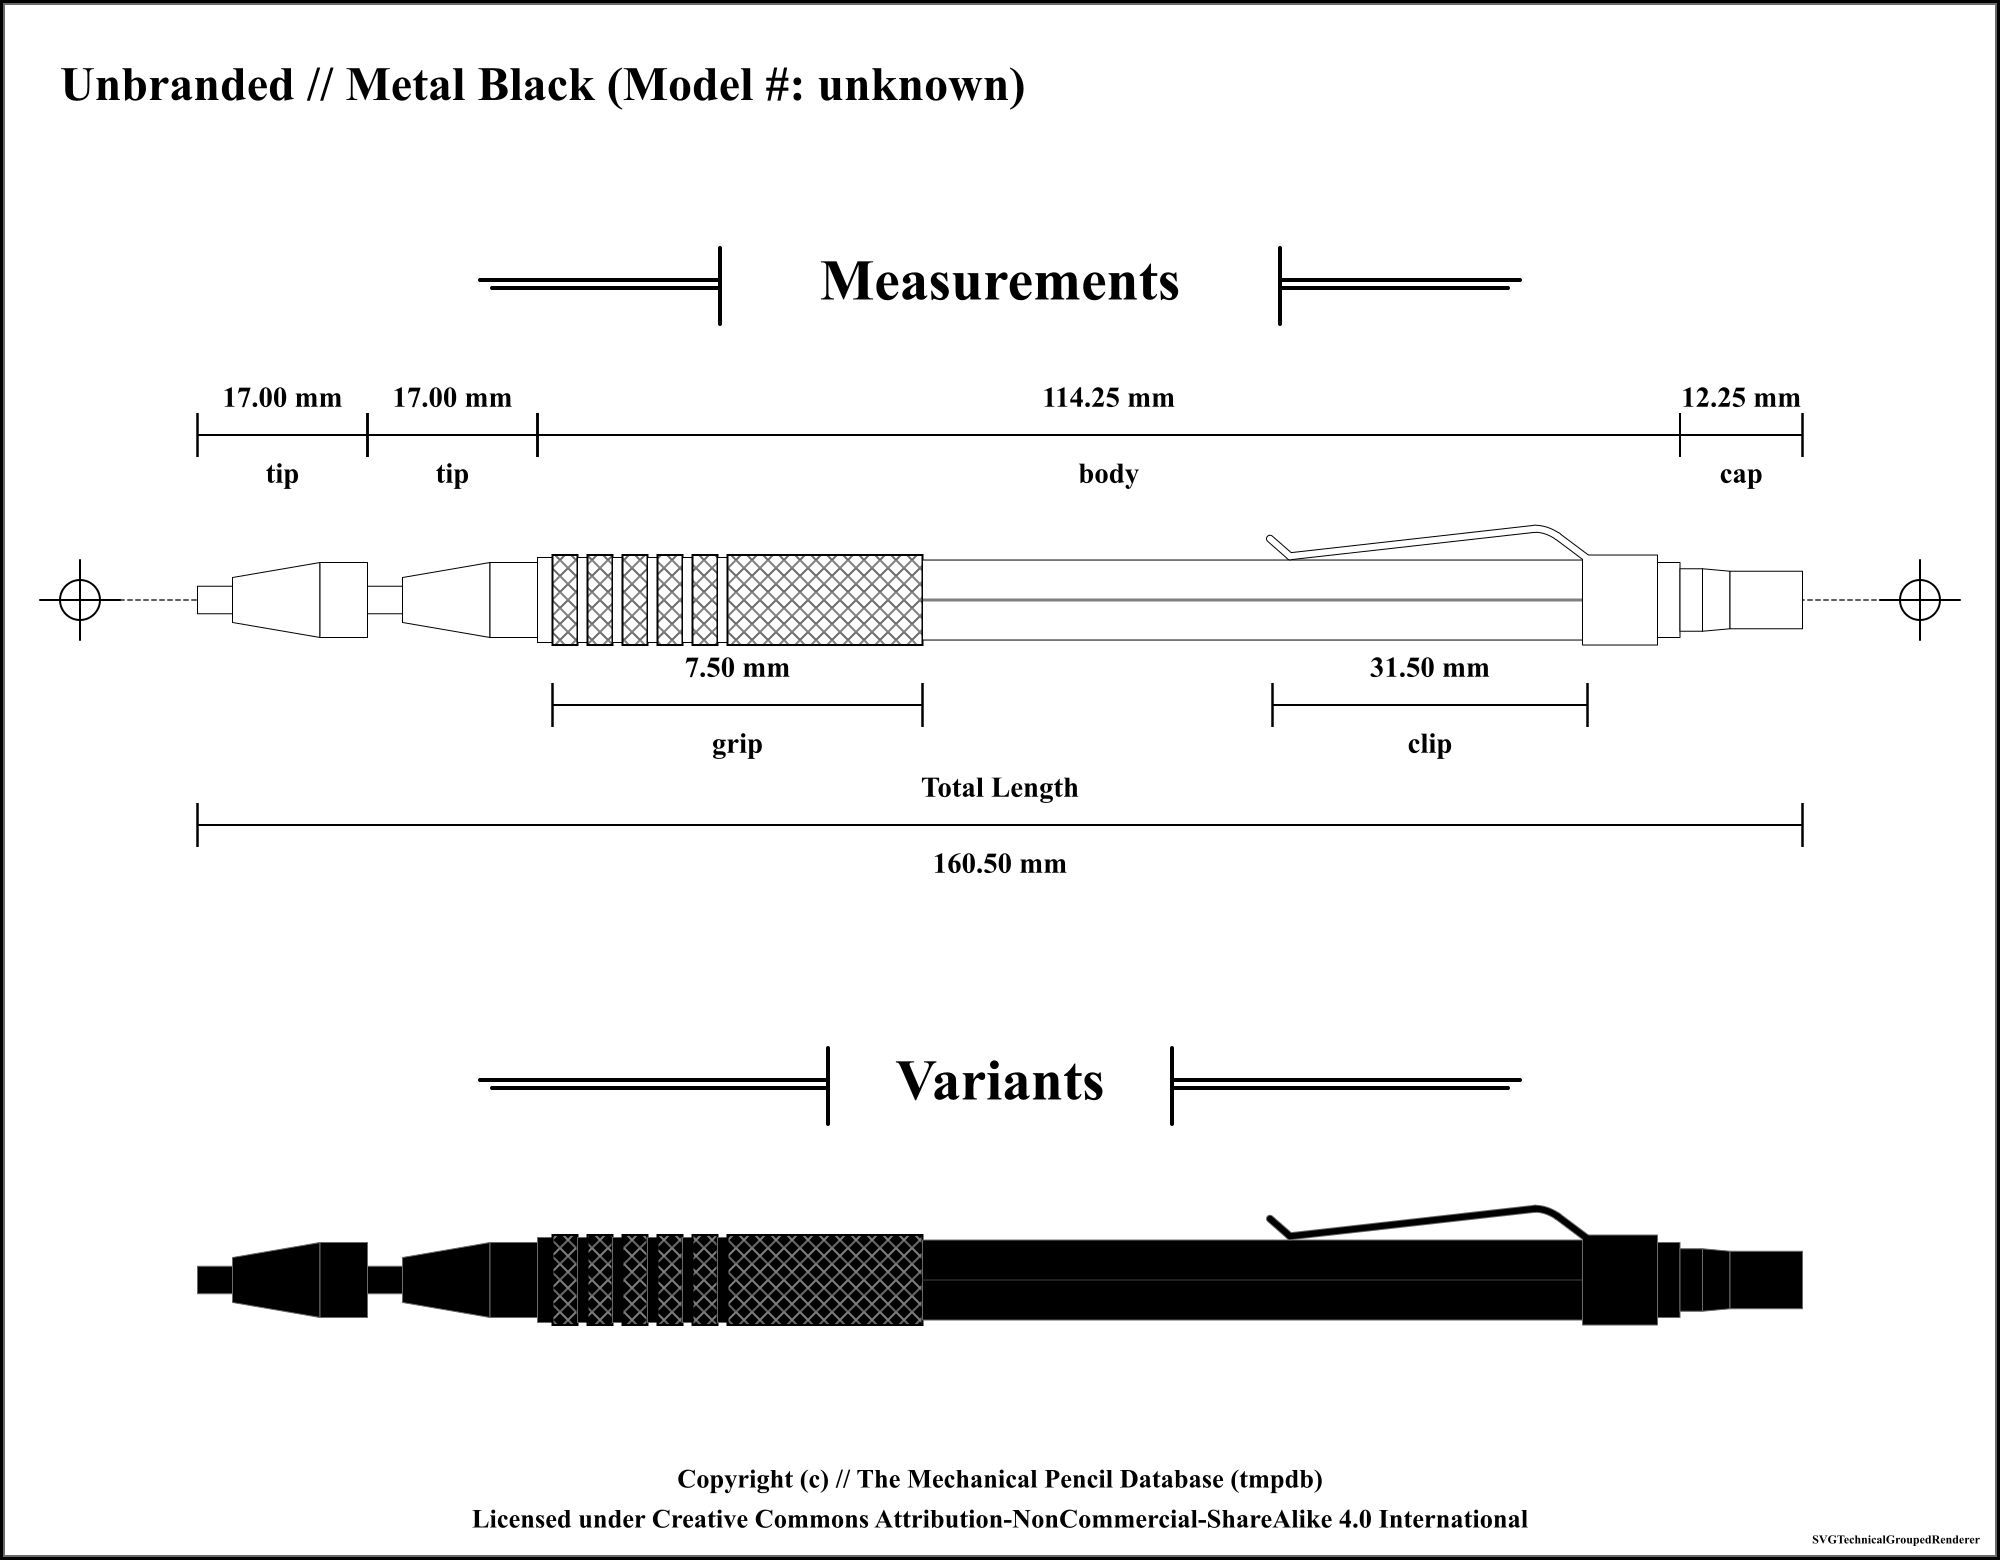 Unbranded // Metal Black (Model #: unknown)
Measurements
17.00 mm 17.00 mm 114.25 mm 12.25 mm
tip tip body cap
7.50 mm 31.50 mm
grip clip
Total Length
160.50 mm
Variants
Copyright (c) // The Mechanical Pencil Database (tmpdb)
Licensed under Creative Commons Attribution-NonCommercial-ShareAlike 4.0 International
SVGTechnicalGroupedRenderer